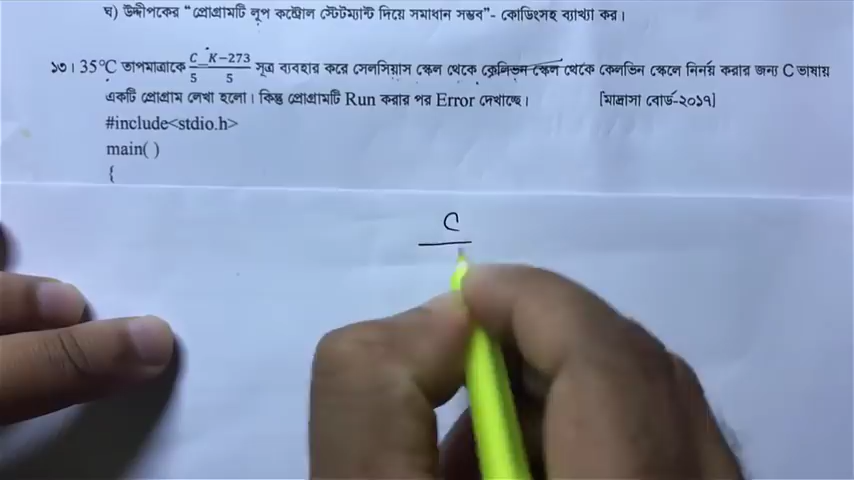 ঘ) উদ্দীপকের “প্রোগ্রামটি লুপ কন্ট্রোল স্টেটম্যান্ট দিয়ে সমাধান সম্ভব”- কোডিংসহ ব্যাখ্যা কর।
১৩। 35°C তাপমাত্রাকে C/5 = K-273/5 সূত্র ব্যবহার করে সেলসিয়াস স্কেল থেকে কেলভিন স্কেল থেকে কেলভিন স্কেলে নির্নয় করার জন্য C ভাষায়
একটি প্রোগ্রাম লেখা হলো। কিন্তু প্রোগ্রামটি Run করার পর Error দেখাচ্ছে। [মাদ্রাসা বোর্ড-২০১৭]
#include<stdio.h>
main( )
{
C